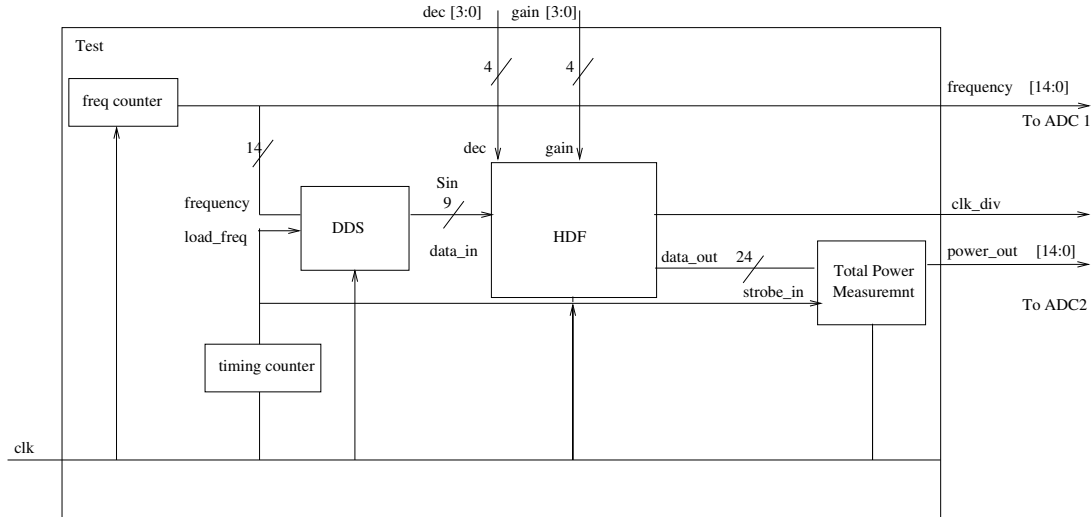 dec [3:0] gain [3:0]
Test
4 4
freq counter
frequency [14:0]
To ADC 1
14
dec gain
Sin
9
frequency
DDS
HDF
clk_div
load_freq
data_in
data_out 24
power_out [14:0]
Total Power
Measuremnt
strobe_in
To ADC2
timing counter
clk